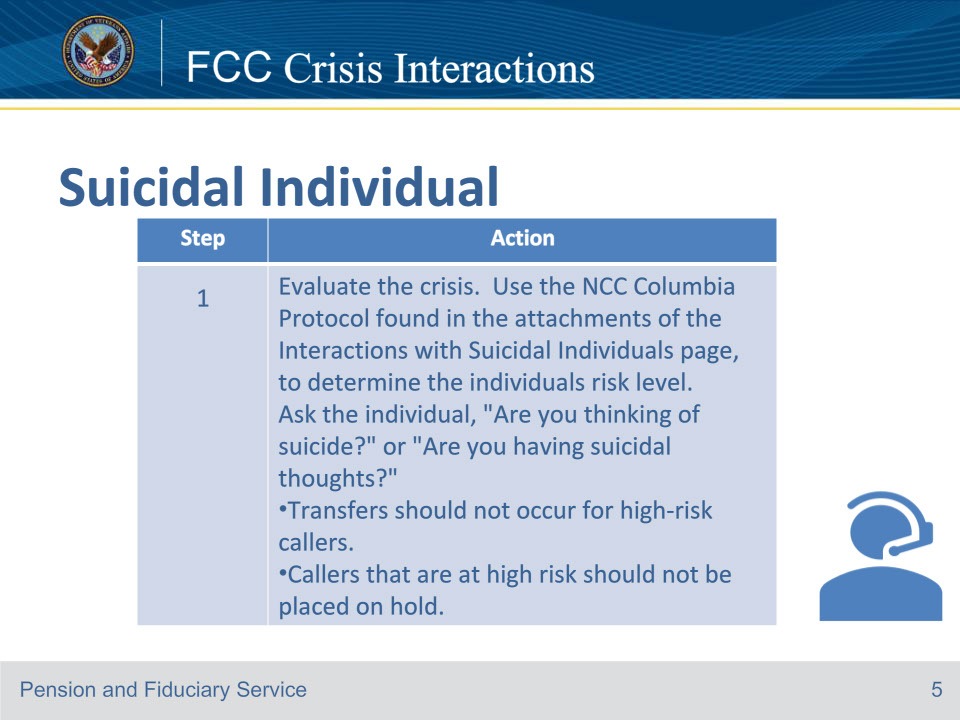 FCC Crisis Interactions
Suicidal Individual
Step Action
1
Evaluate the crisis.  Use the NCC Columbia
Protocol found in the attachments of the
Interactions with Suicidal Individuals page,
to determine the individuals risk level.
Ask the individual, "Are you thinking of
suicide?" or "Are you having suicidal
thoughts?"
•Transfers should not occur for high-risk
callers.
•Callers that are at high risk should not be
placed on hold.
Pension and Fiduciary Service 5